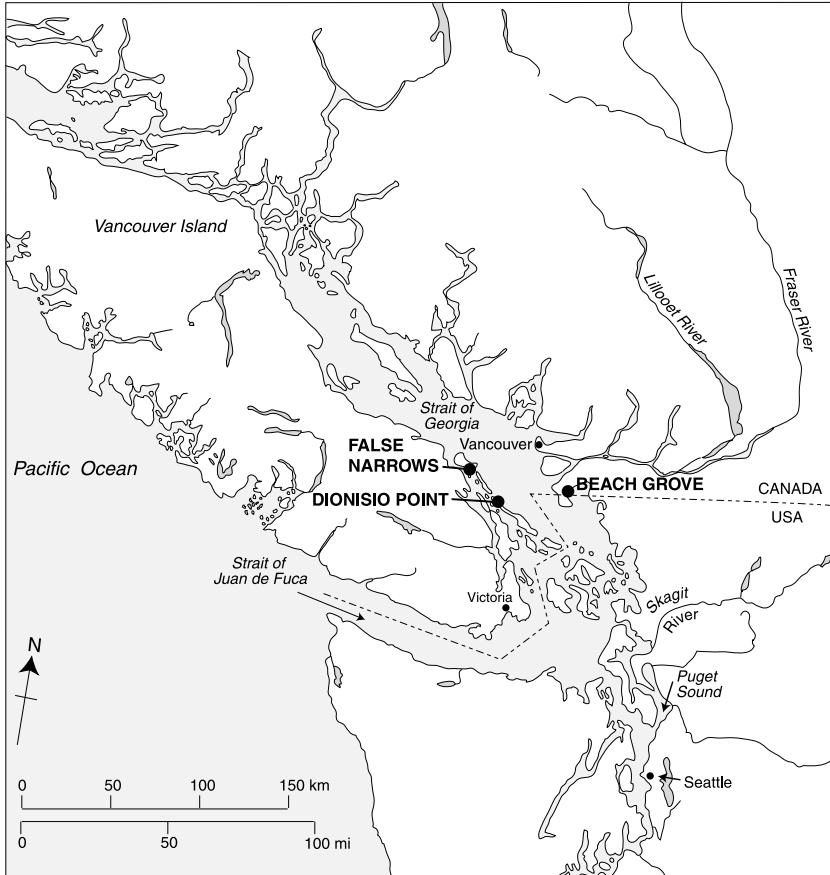 Vancouver Island
Lillooet River
Fraser River
Strait of
Georgia
Vancouver
FALSE
NARROWS
Pacific Ocean
BEACH GROVE
CANADA
DIONISIO POINT
USA
Strait of
Juan de Fuca
Victoria
Skagit
River
N
Puget
Sound
Seattle
0 50 100 150 km
0 50 100 mi